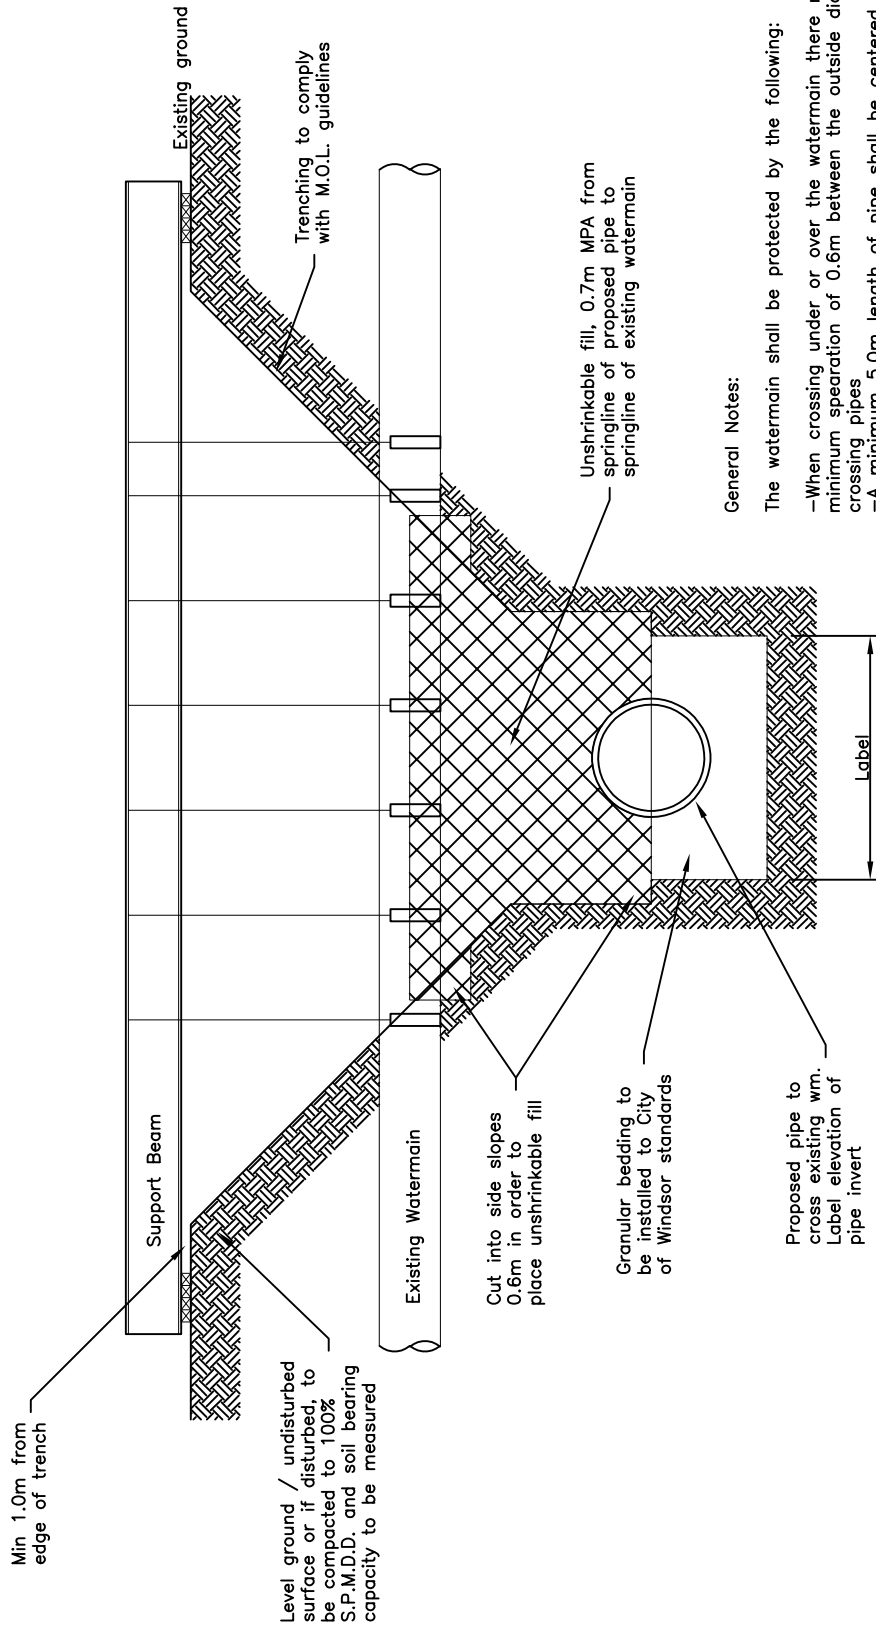 Min 1.0m from
edge of trench
Existing ground
Support Beam
Trenching to comply
with M.O.L. guidelines
Level ground / undisturbed
surface or if disturbed, to
be compacted to 100%
S.P.M.D.D. and soil bearing
capacity to be measured
Existing Watermain
Cut into side slopes
0.6m in order to
place unshrinkable fill
Unshrinkable fill, 0.7m MPA from
springline of proposed pipe to
springline of existing watermain
Granular bedding to
be installed to City
of Windsor standards
Proposed pipe to
cross existing wm.
Label elevation of
pipe invert
Label
General Notes:
The watermain shall be protected by the following:
-When crossing under or over the watermain there
minimum spearation of 0.6m between the outside
crossing pipes
-A minimum 5.0m length of pipe shall be centered